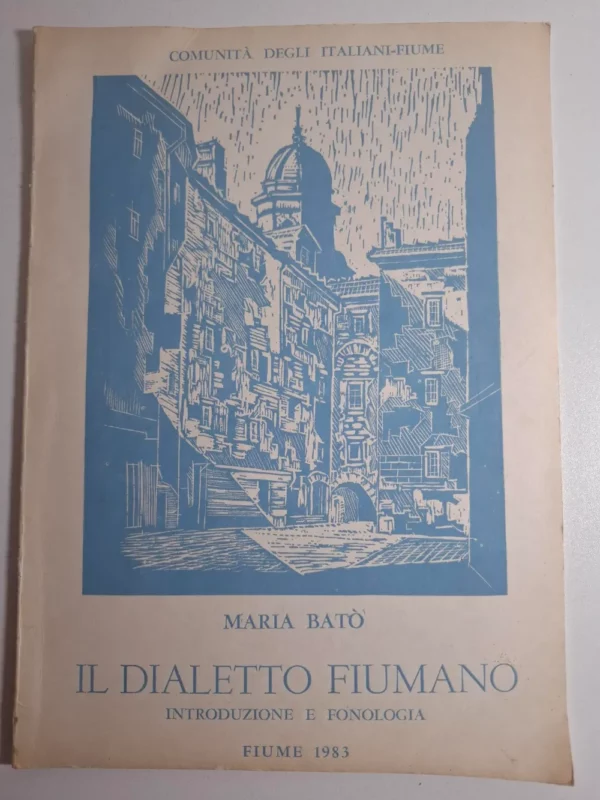 COMUNITÀ DEGLI ITALIANI-FIUME
MARIA BATÒ
IL DIALETTO FIUMANO
INTRODUZIONE E FONOLOGIA
FIUME 1983